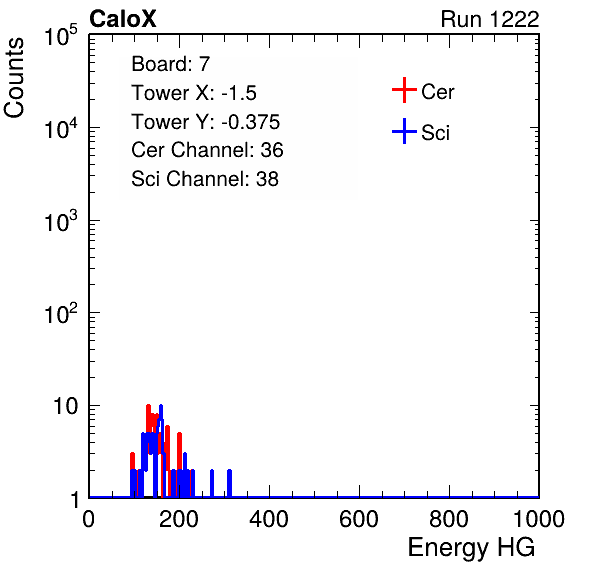 CaloX Run 1222
Counts
10^5
10^4
10^3
10^2
10
1
Board: 7
Tower X: -1.5
Tower Y: -0.375
Cer Channel: 36
Sci Channel: 38
Cer
Sci
0 200 400 600 800 1000
Energy HG